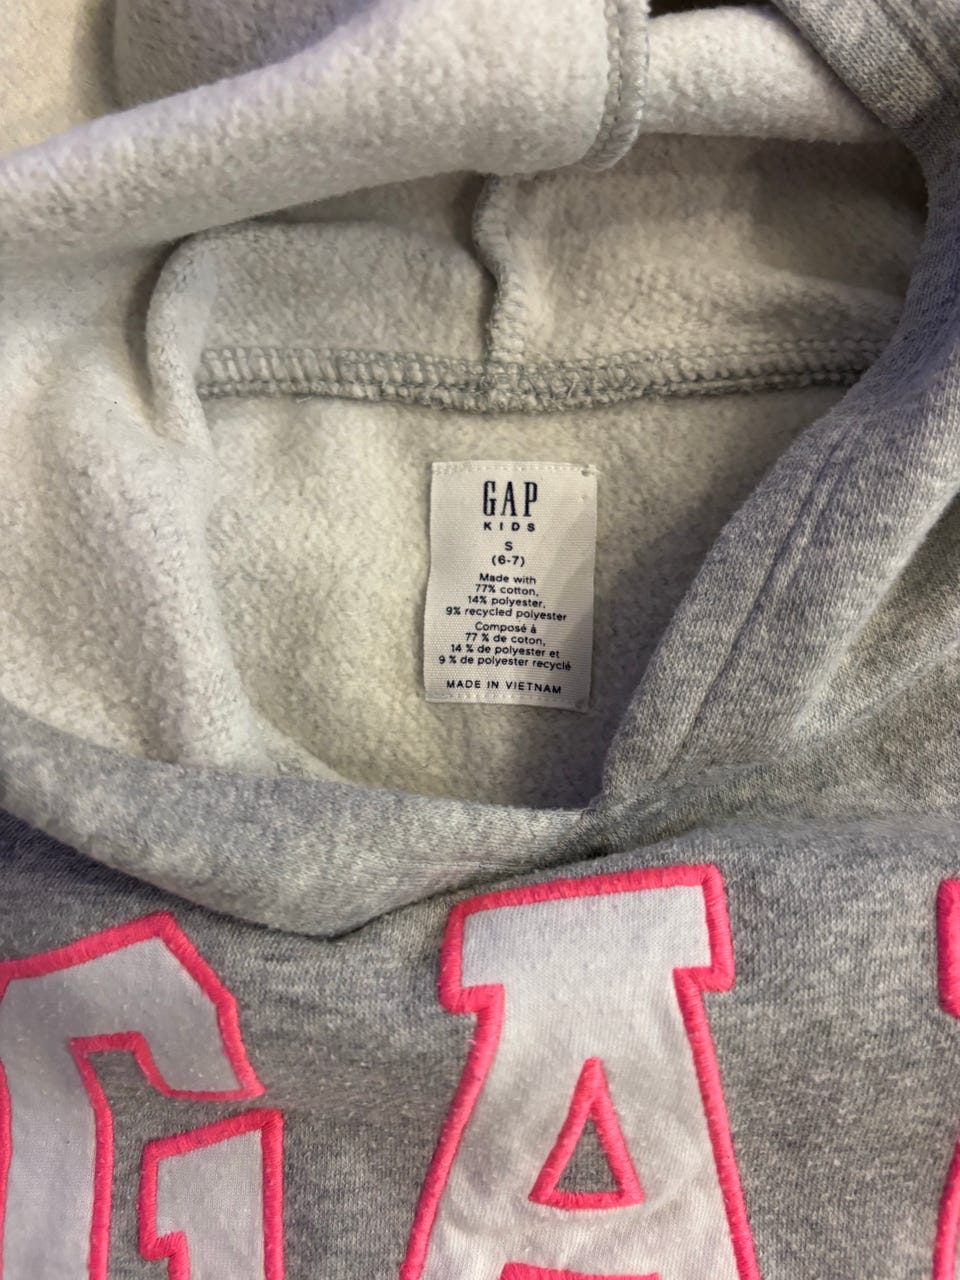 GAP
KIDS
S
(6-7)
Made with
77% cotton,
14% polyester,
9% recycled polyester
Composé à
77 % de coton,
14 % de polyester et
9 % de polyester recyclé
MADE IN VIETNAM
GA